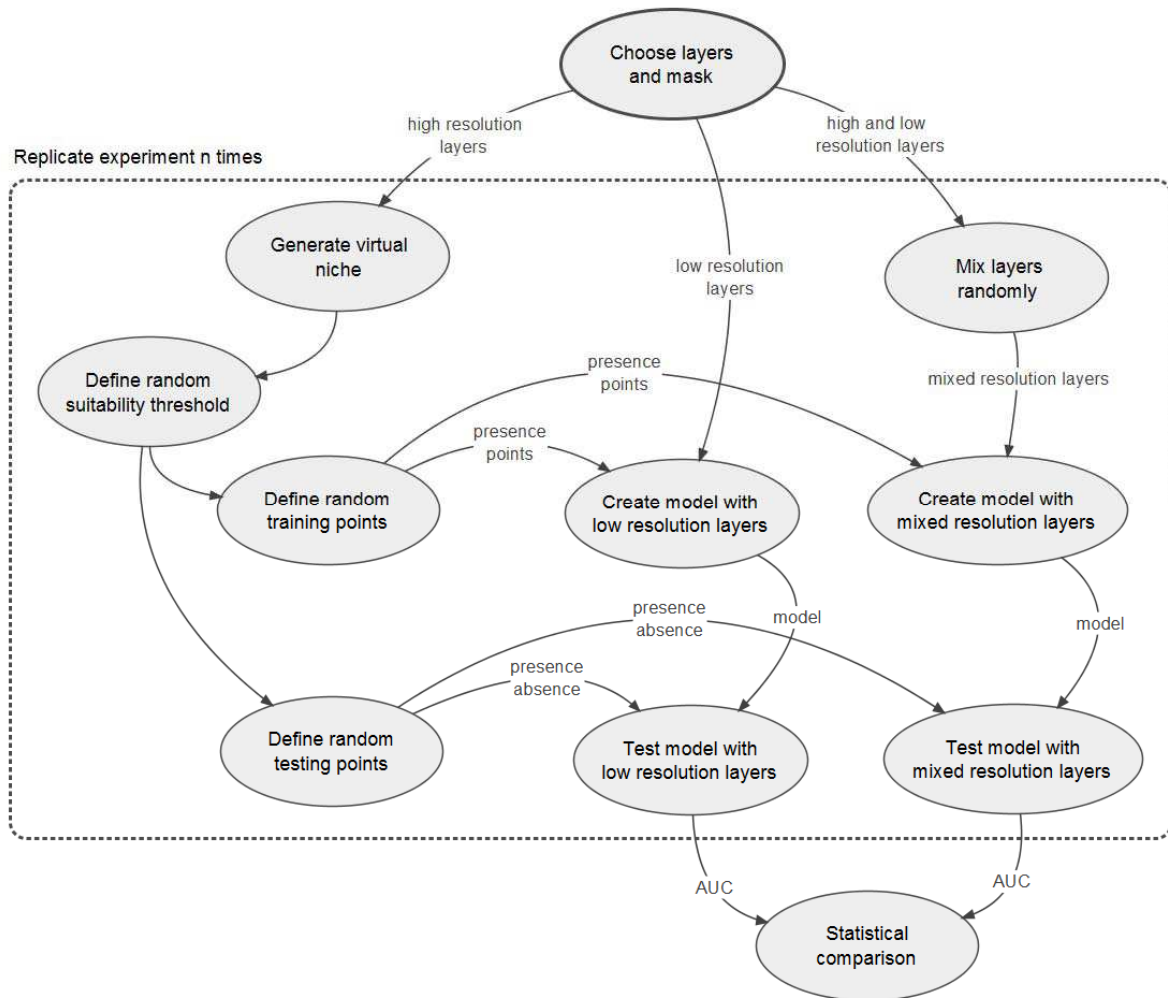 Choose layers
and mask
high resolution
layers
high and low
resolution layers
Replicate experiment n times
Generate virtual
niche
low resolution
layers
Mix layers
randomly
Define random
suitability threshold
presence
points
mixed resolution layers
presence
points
Define random
training points
Create model with
low resolution layers
Create model with
mixed resolution layers
presence
absence
model
model
presence
absence
Define random
testing points
Test model with
low resolution layers
Test model with
mixed resolution layers
AUC
AUC
Statistical
comparison